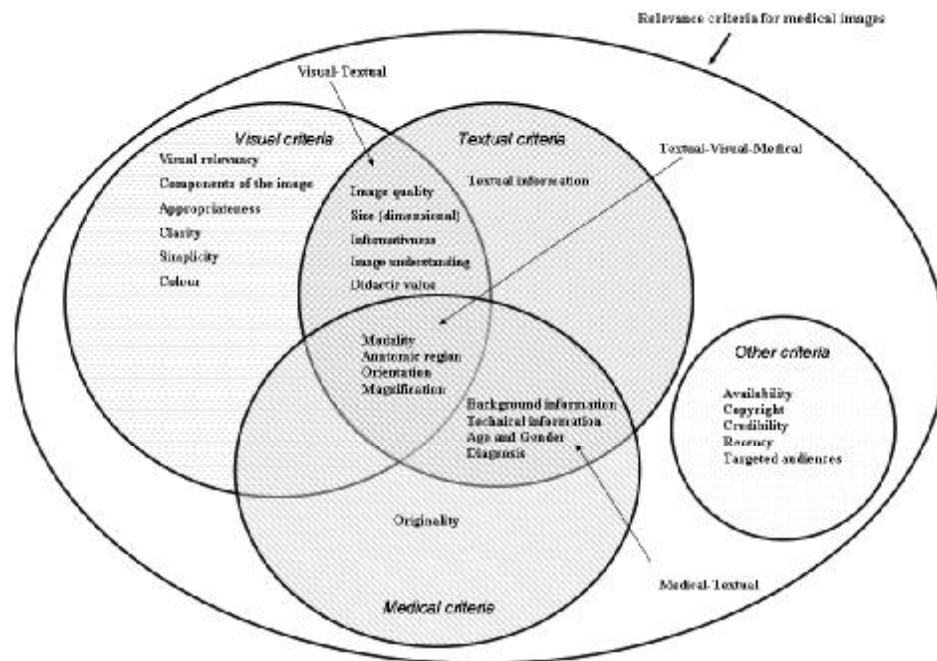 Relevance criteria for medical images
Visual-Textual
Visual criteria
Visual relevancy
Components of the image
Appropriateness
Clarity
Simplicity
Colour
Textual criteria
Textual information
Textual-Visual-Medical
Image quality
Size (dimensional)
Informativness
Image understanding
Didactic value
Modality
Anatomic region
Orientation
Magnification
Background information
Technical information
Age and Gender
Diagnosis
Other criteria
Availability
Copyright
Credibility
Recency
Targeted audiences
Originality
Medical-Textual
Medical criteria